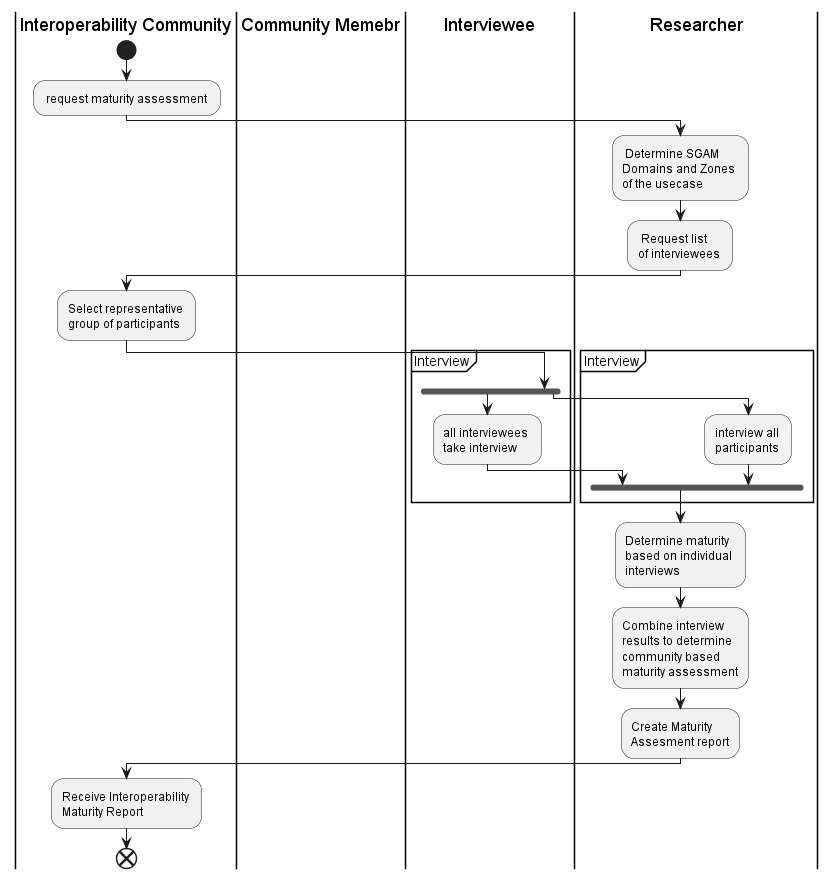 Interoperability Community
Community Memebr
Interviewee
Researcher
request maturity assessment
Determine SGAM
Domains and Zones
of the usecase
Request list
of interviewees
Select representative
group of participants
Interview
Interview
all interviewees
take interview
interview all
participants
Determine maturity
based on individual
interviews
Combine interview
results to determine
community based
maturity assessment
Create Maturity
Assesment report
Receive Interoperability
Maturity Report